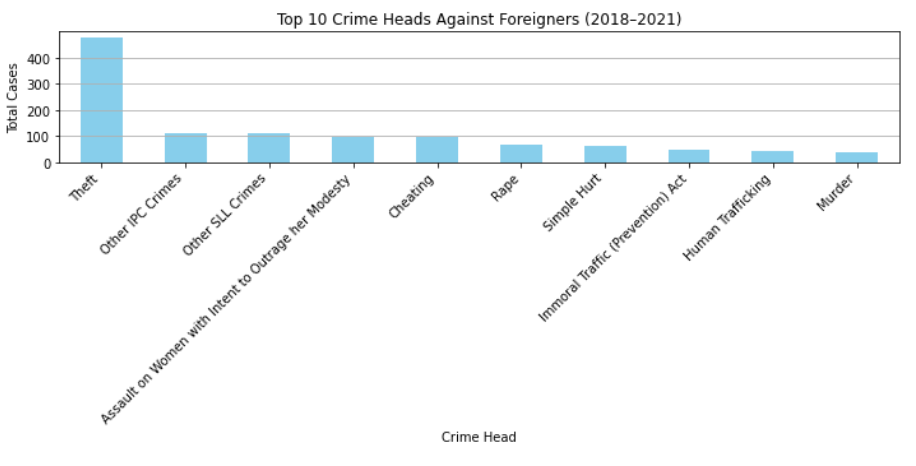 Top 10 Crime Heads Against Foreigners (2018–2021)
Total Cases
400
300
200
100
0
Theft
Other IPC Crimes
Other SLL Crimes
Assault on Women with Intent to Outrage her Modesty
Cheating
Rape
Simple Hurt
Immoral Traffic (Prevention) Act
Human Trafficking
Murder
Crime Head